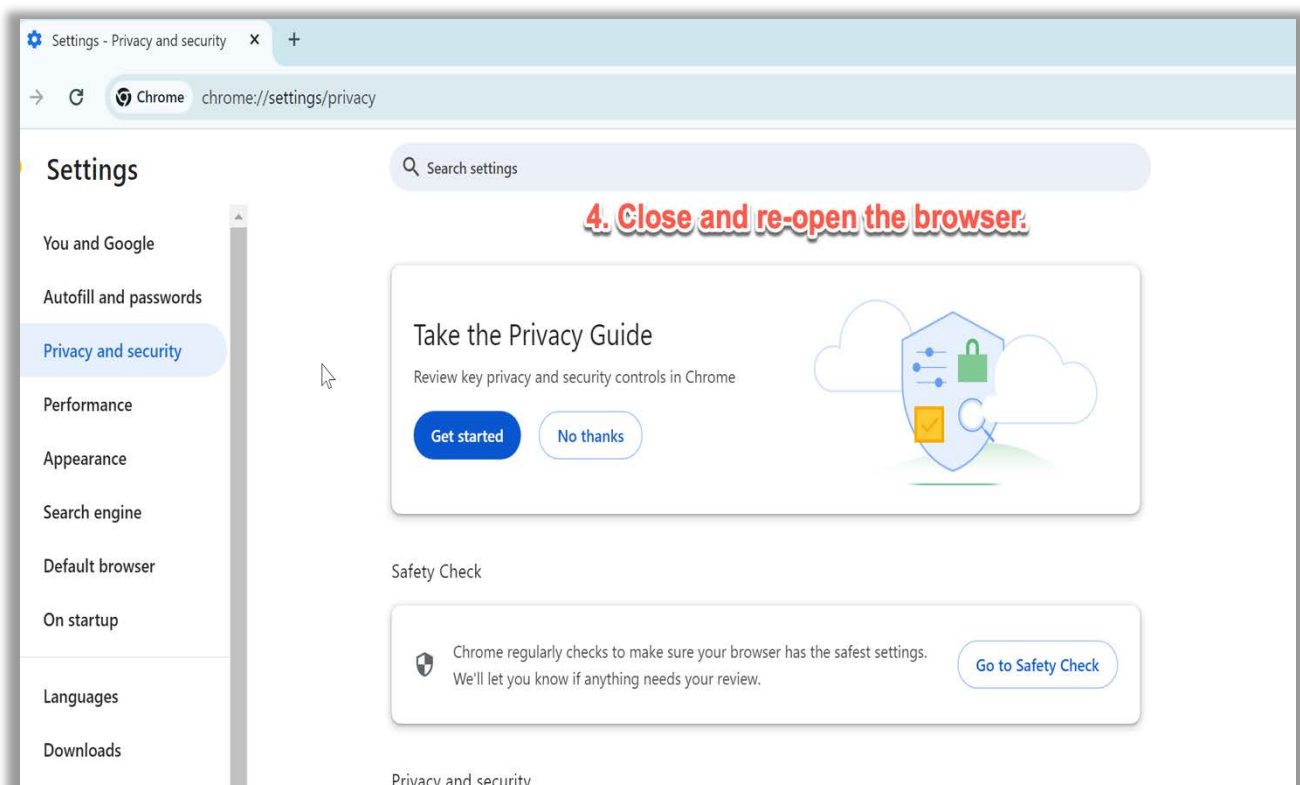 Settings - Privacy and security
Chrome chrome://settings/privacy
Settings
Search settings
4. Close and re-open the browser.
You and Google
Autofill and passwords
Privacy and security
Performance
Appearance
Search engine
Default browser
On startup
Languages
Downloads
Take the Privacy Guide
Review key privacy and security controls in Chrome
Get started
No thanks
Safety Check
Chrome regularly checks to make sure your browser has the safest settings.
We'll let you know if anything needs your review.
Go to Safety Check
Privacy and security